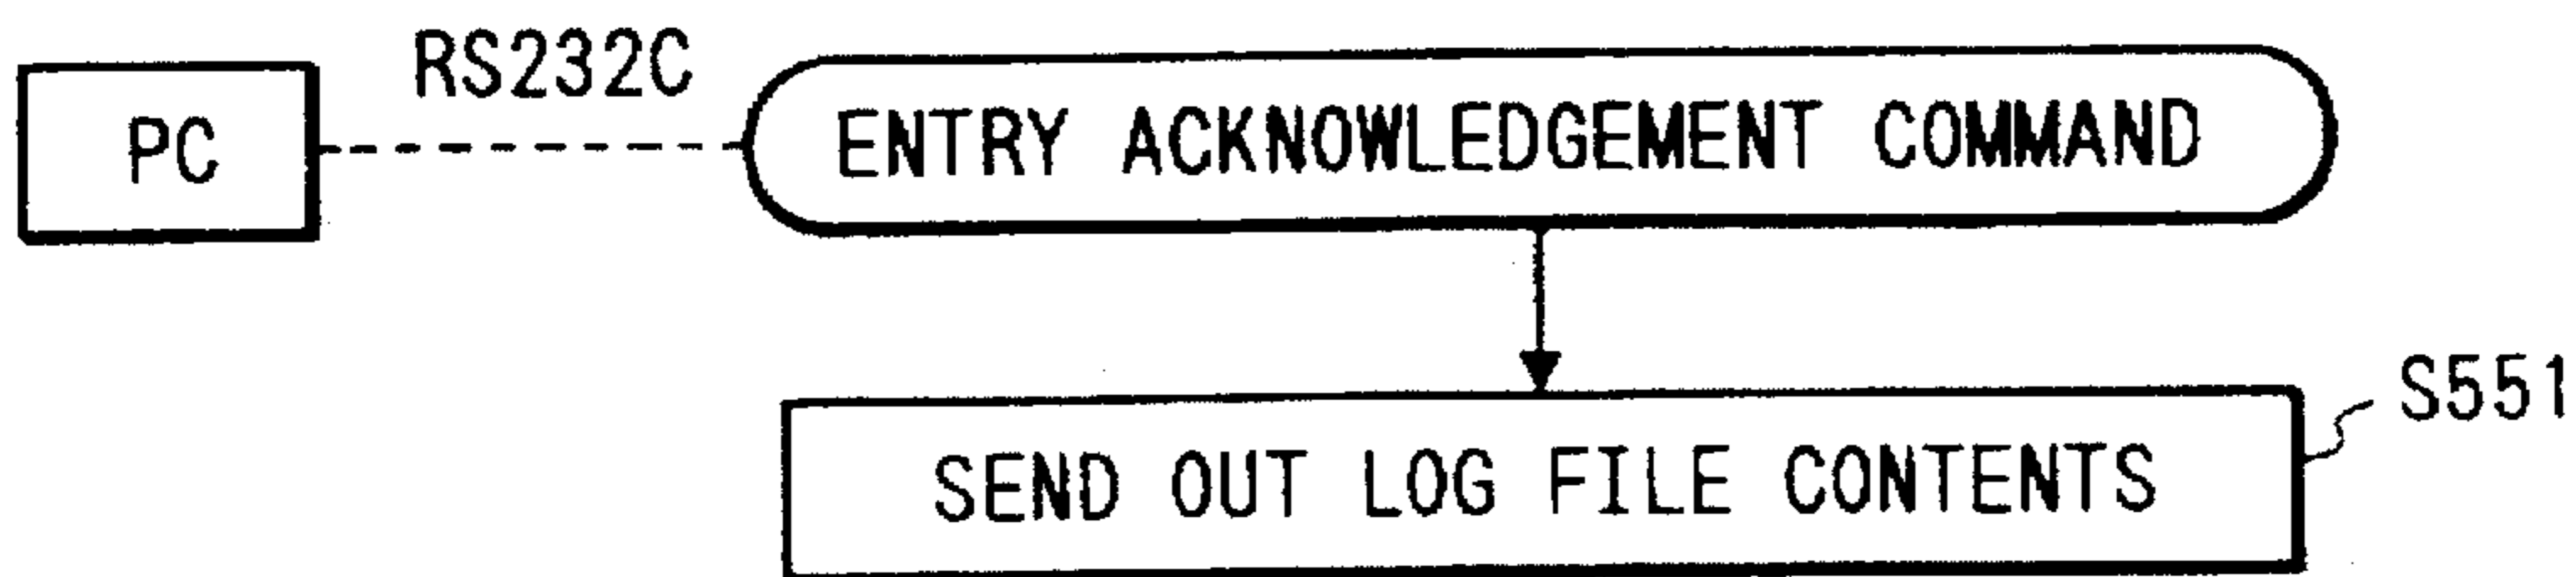 RS232C
PC
ENTRY ACKNOWLEDGEMENT COMMAND
S551
SEND OUT LOG FILE CONTENTS